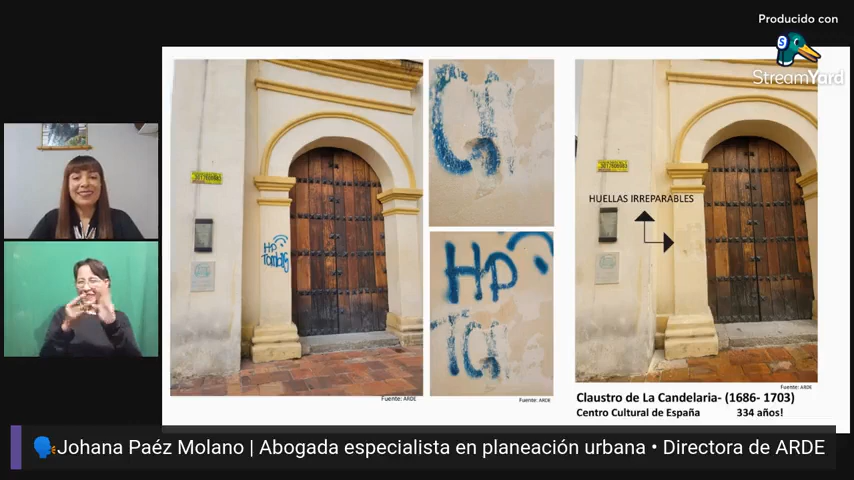 Producido con
StreamYard
HP
HP
HUELLAS IRREPARABLES
Fuente: ARDE
Fuente: ARDE
Fuente: ARDE
Claustro de La Candelaria- (1686- 1703)
Centro Cultural de España 334 años!
🗣Johana Paéz Molano | Abogada especialista en planeación urbana • Directora de ARDE